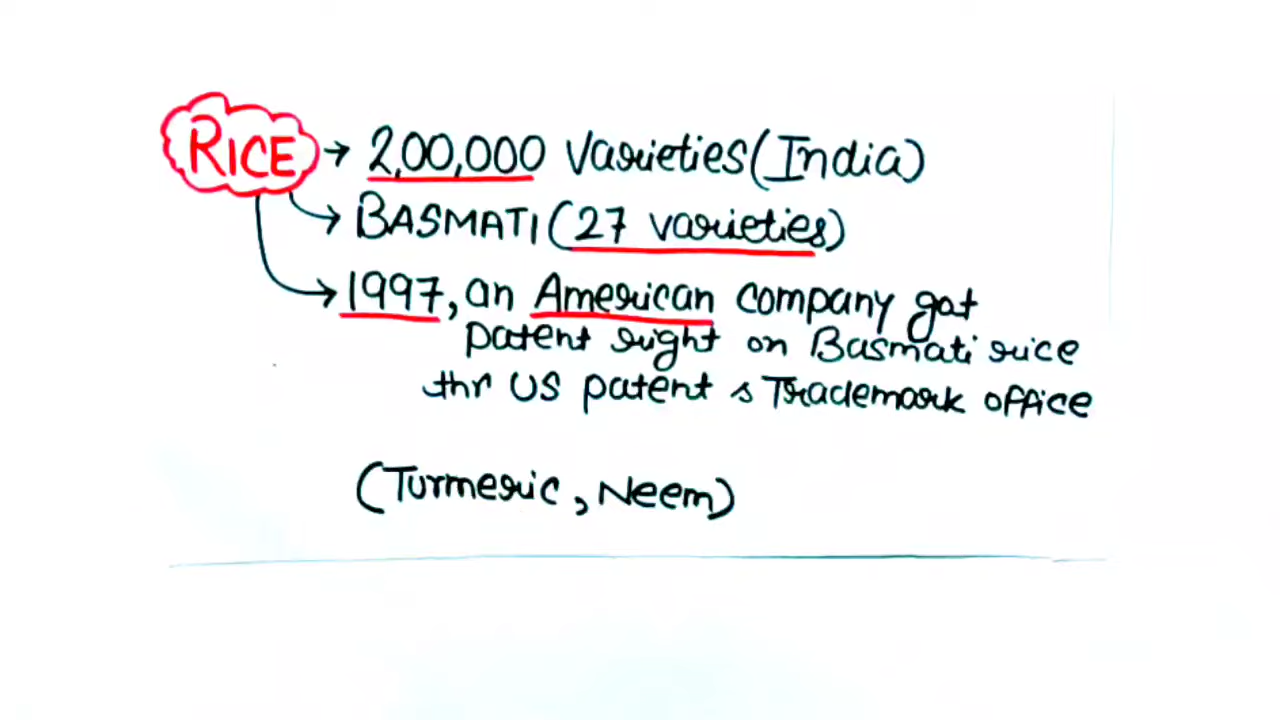 RICE → 2,00,000 Varieties (India)
→ BASMATI (27 varieties)
→ 1997, an American company got
patent right on Basmati rice
thr US patent & Trademark office
(Turmeric, Neem)